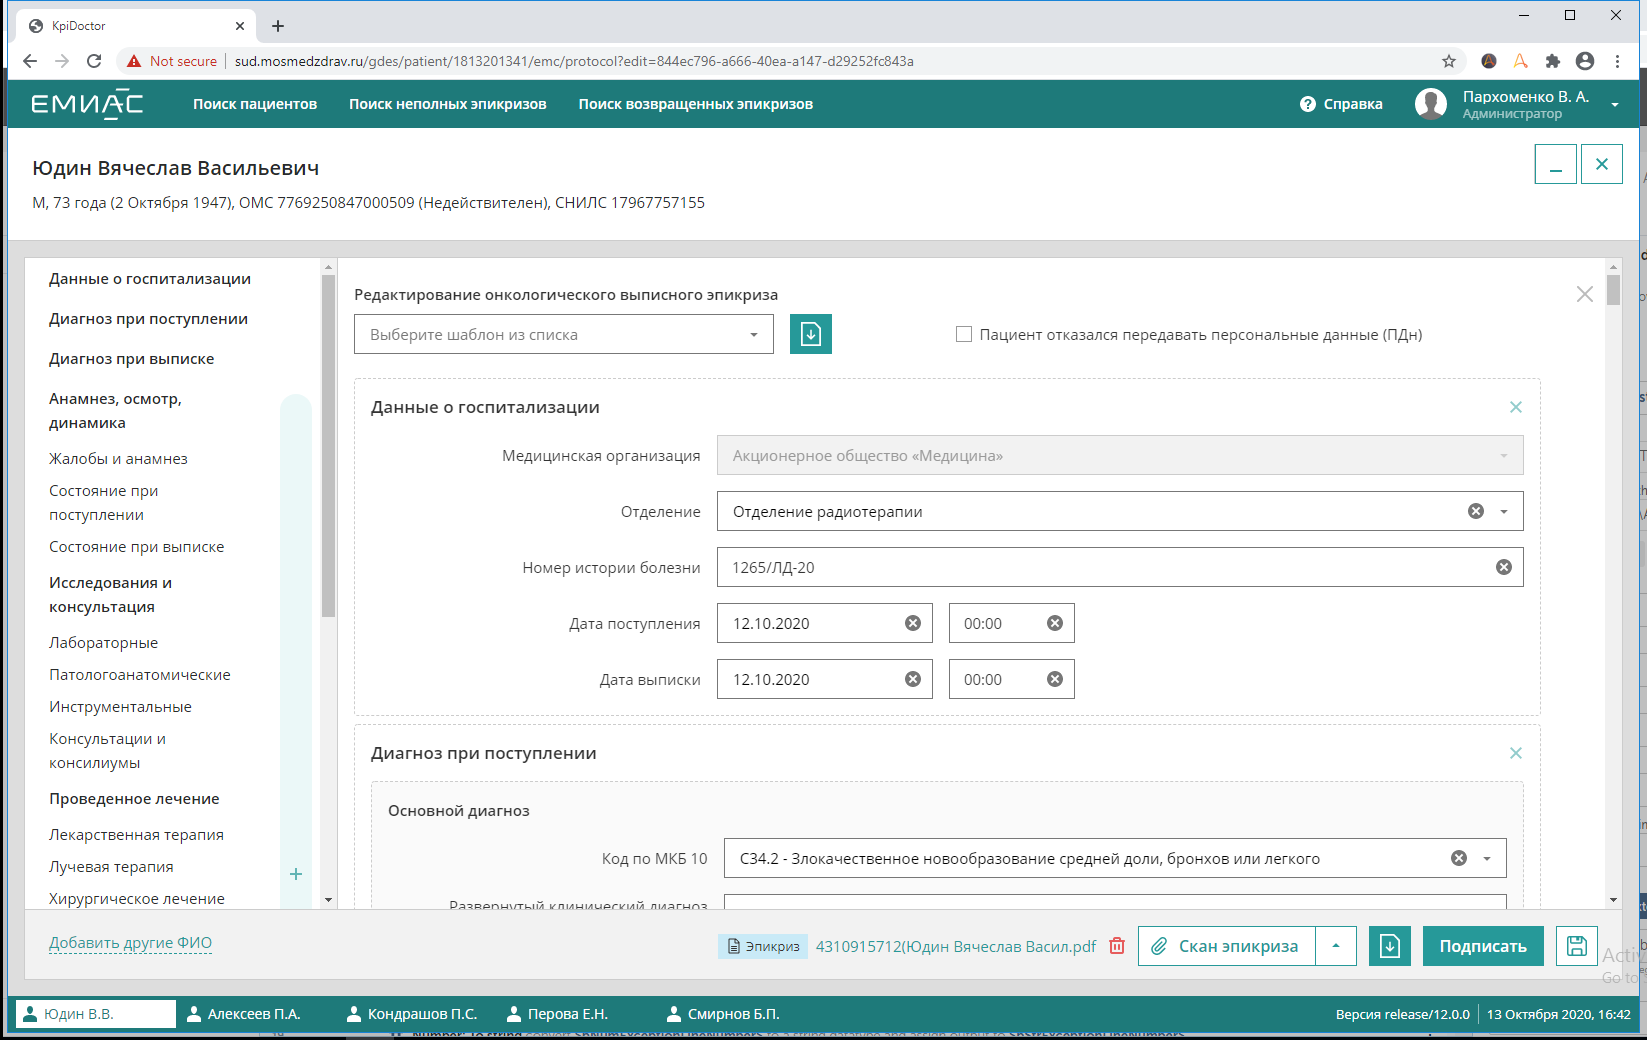 KpiDoctor
Not secure
sud.mosmedzdrav.ru/gdes/patient/1813201341/emc/protocol?edit=844ec796-a666-40ea-a147-d29252fc843a
ЕМИАС
Поиск пациентов
Поиск неполных эпикризов
Поиск возвращенных эпикризов
Справка
Пархоменко В. А.
Администратор
Юдин Вячеслав Васильевич
М, 73 года (2 Октября 1947), ОМС 7769250847000509 (Недействителен), СНИЛС 17967757155
Данные о госпитализации
Диагноз при поступлении
Диагноз при выписке
Анамнез, осмотр,
динамика
Жалобы и анамнез
Состояние при
поступлении
Состояние при выписке
Исследования и
консультация
Лабораторные
Патологоанатомические
Инструментальные
Консультации и
консилиумы
Проведенное лечение
Лекарственная терапия
Лучевая терапия
Хирургическое лечение
Редактирование онкологического выписного эпикриза
Выберите шаблон из списка
Пациент отказался передавать персональные данные (ПДн)
Данные о госпитализации
Медицинская организация
Акционерное общество «Медицина»
Отделение
Отделение радиотерапии
Номер истории болезни
1265/ЛД-20
Дата поступления
12.10.2020
00:00
Дата выписки
12.10.2020
00:00
Диагноз при поступлении
Основной диагноз
Код по МКБ 10
C34.2 - Злокачественное новообразование средней доли, бронхов или легкого
Развернутый клинический диагноз
Добавить другие ФИО
Эпикриз
4310915712(Юдин Вячеслав Васил.pdf
Скан эпикриза
Подписать
Юдин В.В.
Алексеев П.А.
Кондрашов П.С.
Перова Е.Н.
Смирнов Б.П.
Версия release/12.0.0
13 Октября 2020, 16:42